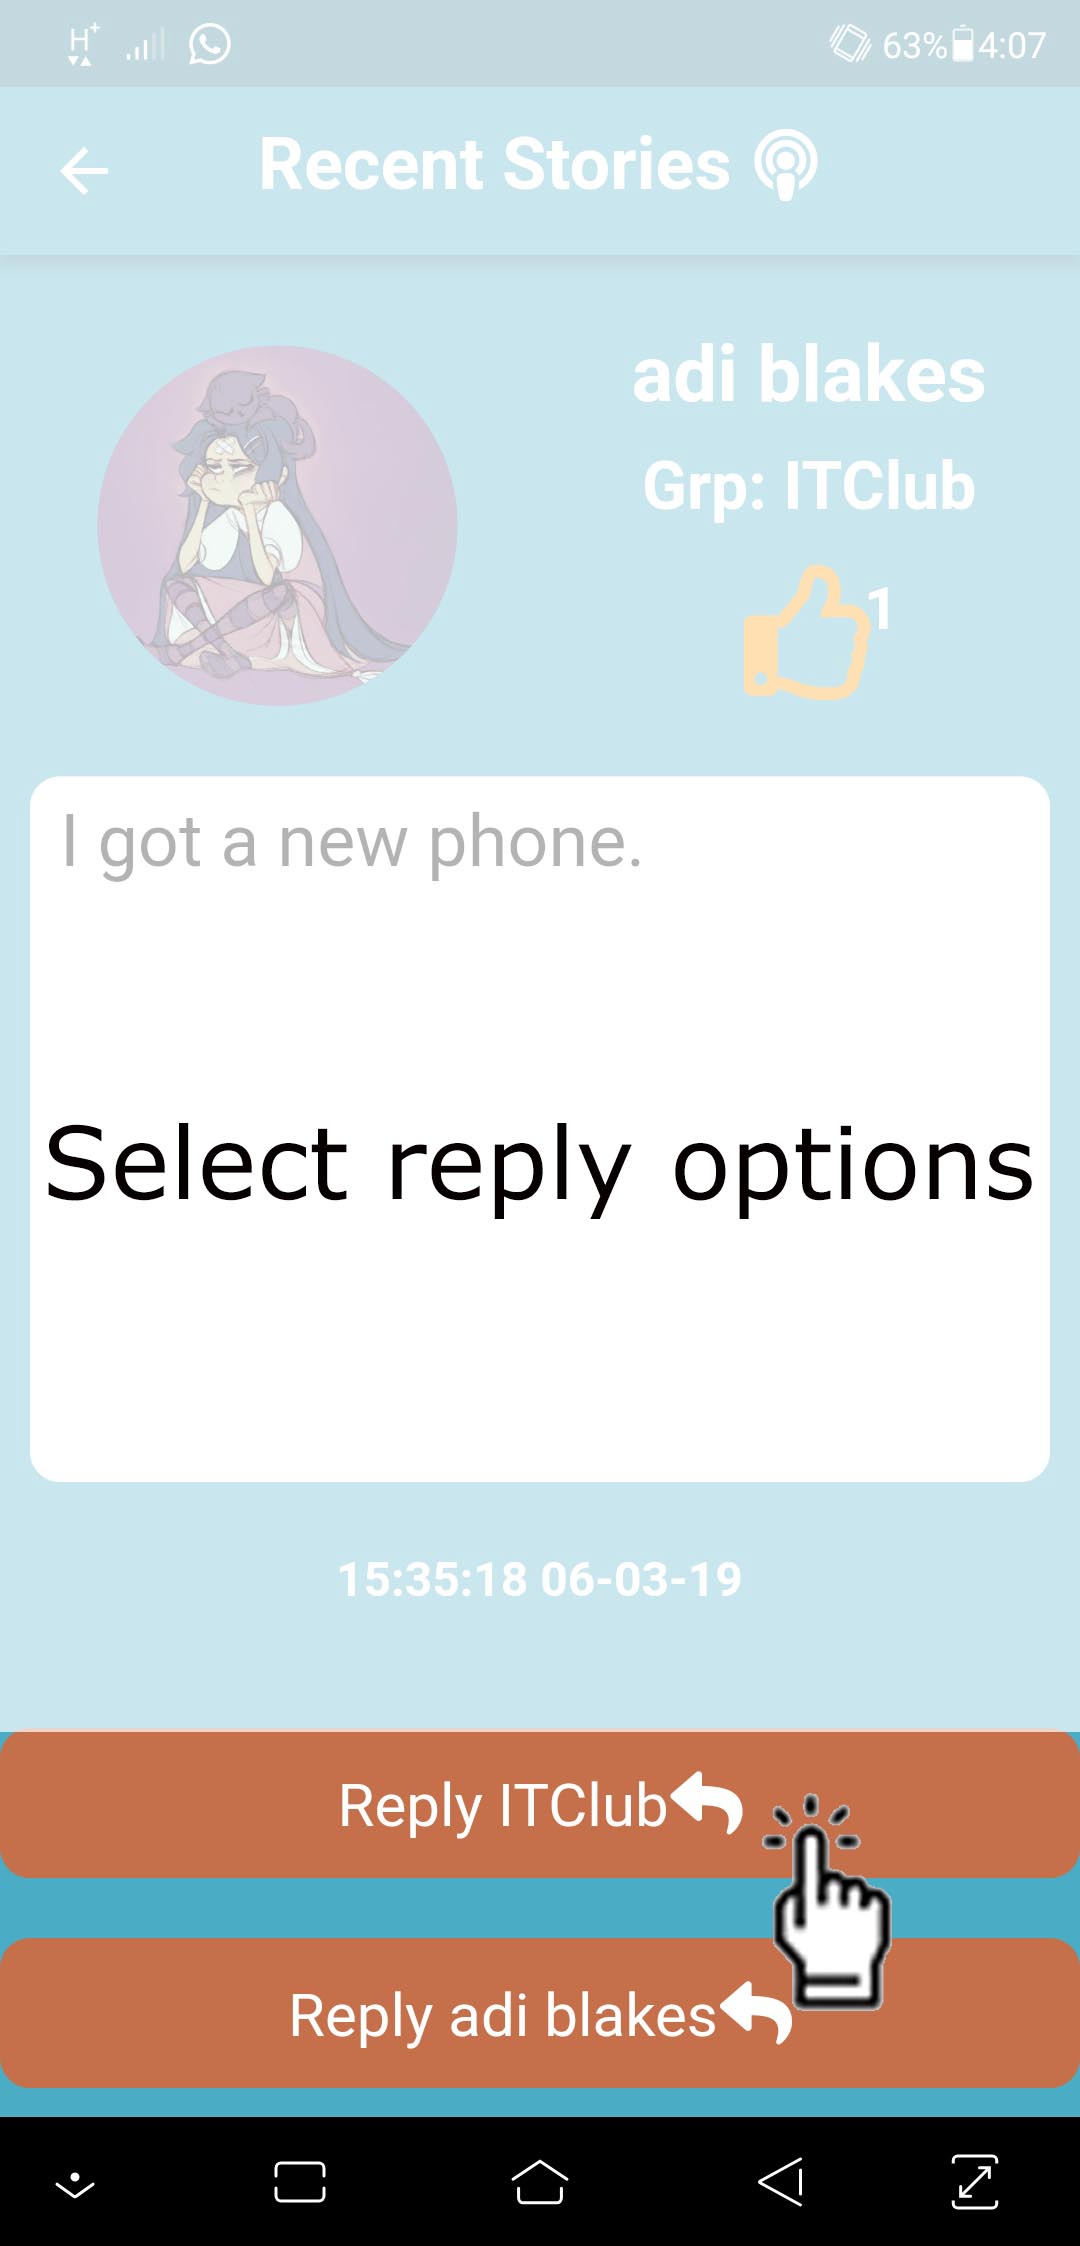 H+ 63% 4:07
Recent Stories
adi blakes
Grp: ITClub
1
I got a new phone.
Select reply options
15:35:18 06-03-19
Reply ITClub
Reply adi blakes